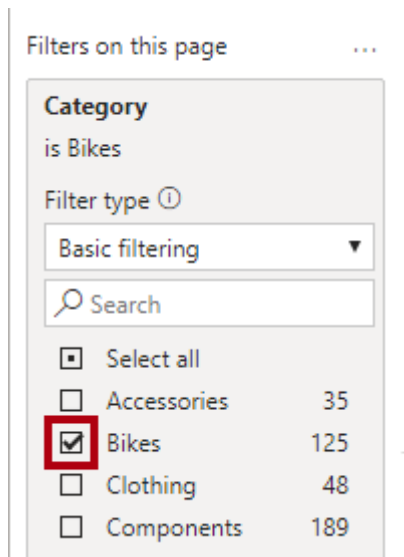 Filters on this page ...
Category
is Bikes
Filter type ⓘ
Basic filtering
Search
Select all
Accessories 35
Bikes 125
Clothing 48
Components 189